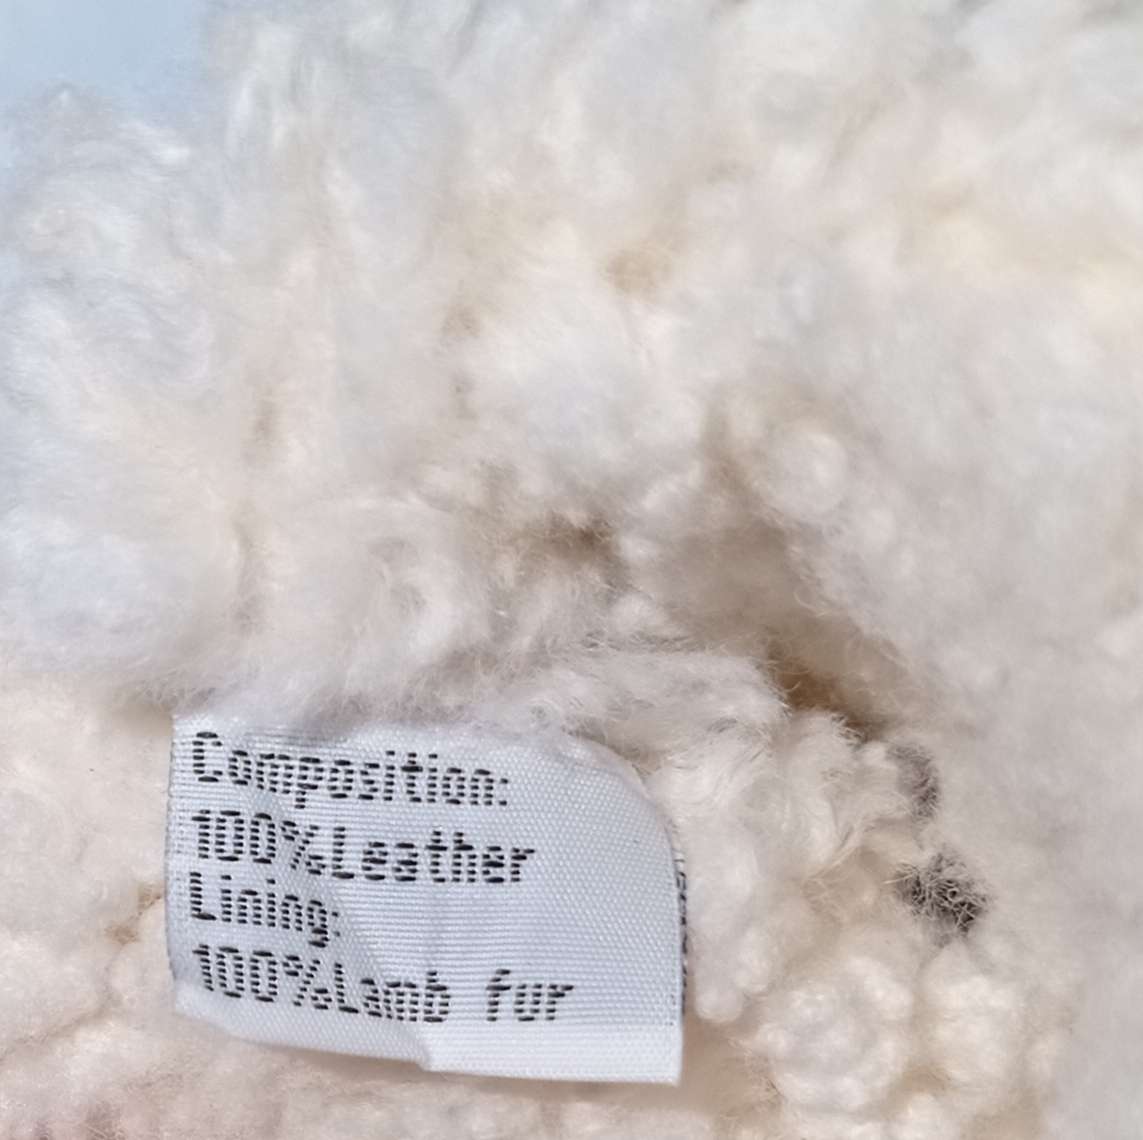 Composition:
100%Leather
Lining:
100%Lamb fur